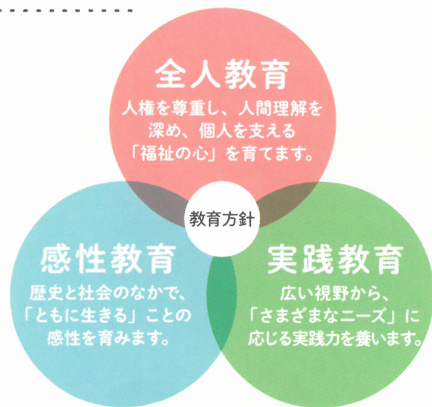 全人教育
人権を尊重し、人間理解を
深め、個人を支える
「福祉の心」を育てます。
教育方針
感性教育
歴史と社会のなかで、
「ともに生きる」ことの
感性を育みます。
実践教育
広い視野から、
「さまざまなニーズ」に
応じる実践力を養います。